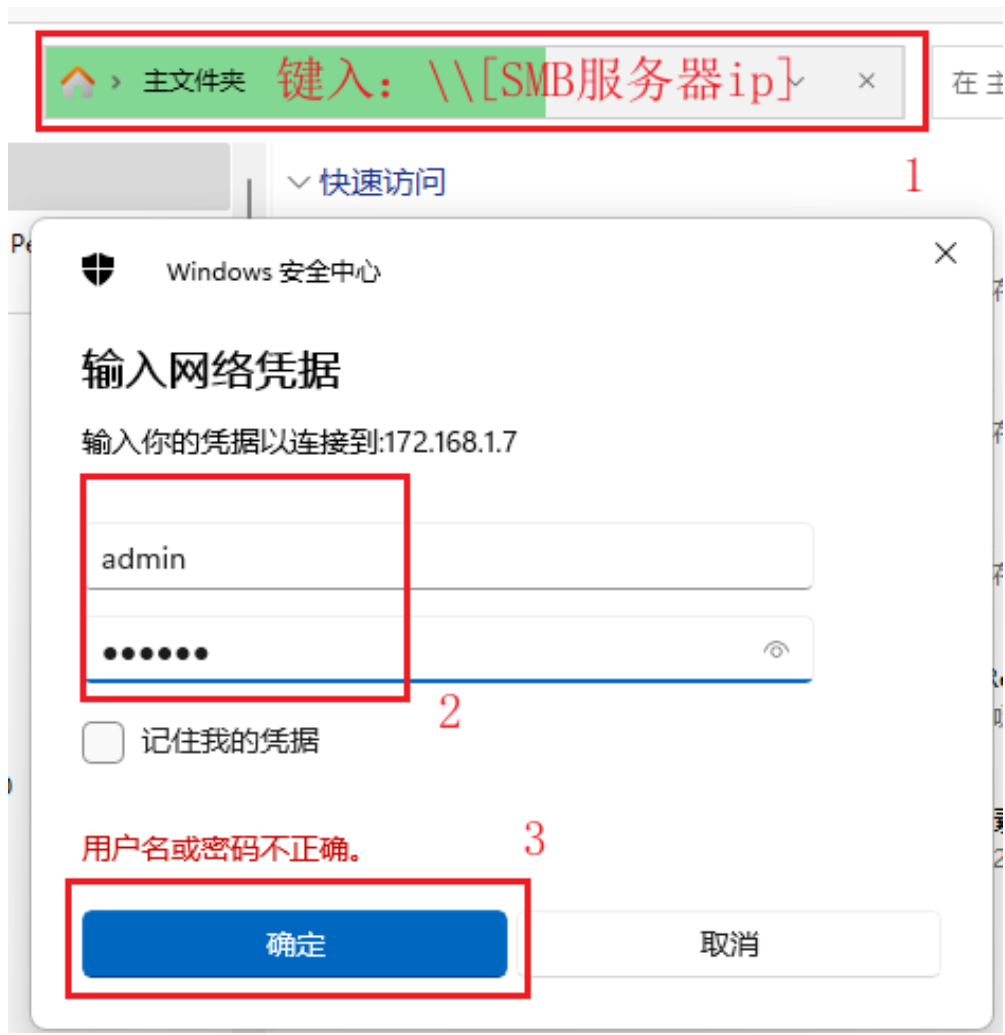 主文件夹 键入：\\[SMB服务器ip]
在 主
1
快速访问
Windows 安全中心
输入网络凭据
输入你的凭据以连接到:172.168.1.7
admin
••••••
2
记住我的凭据
用户名或密码不正确。
3
确定
取消